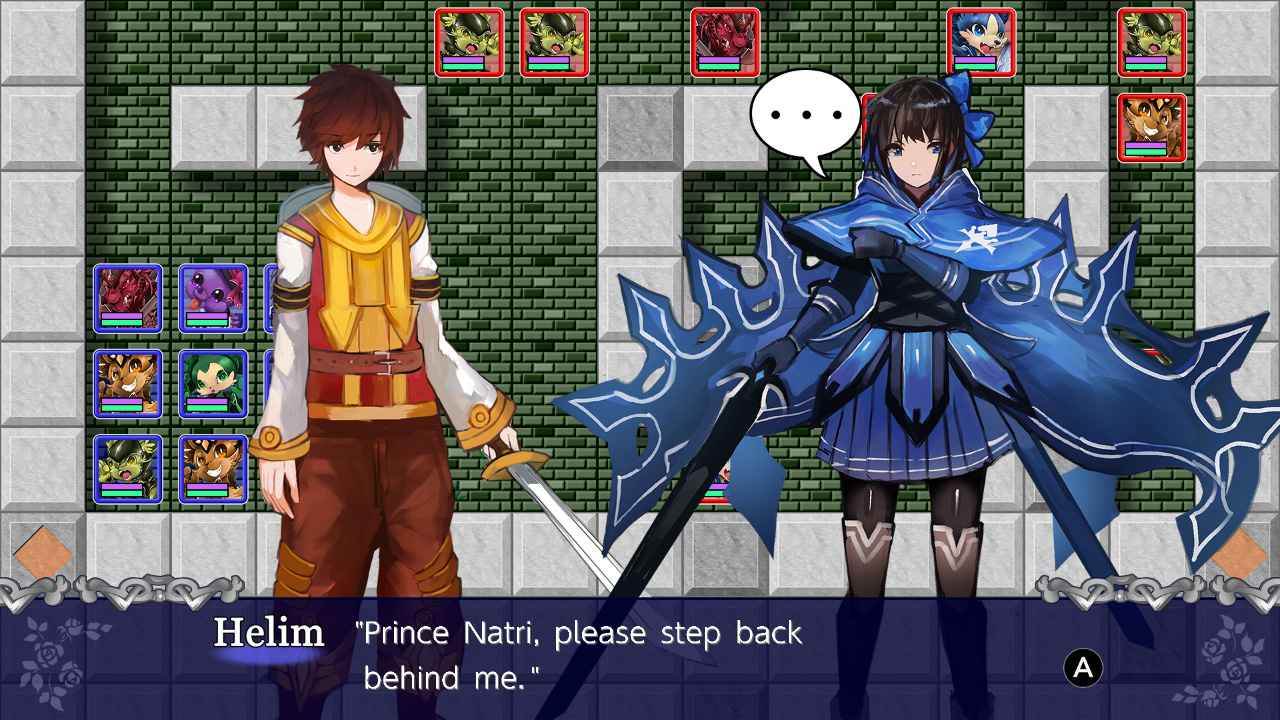 . . .
Helim
"Prince Natri, please step back
behind me."
A